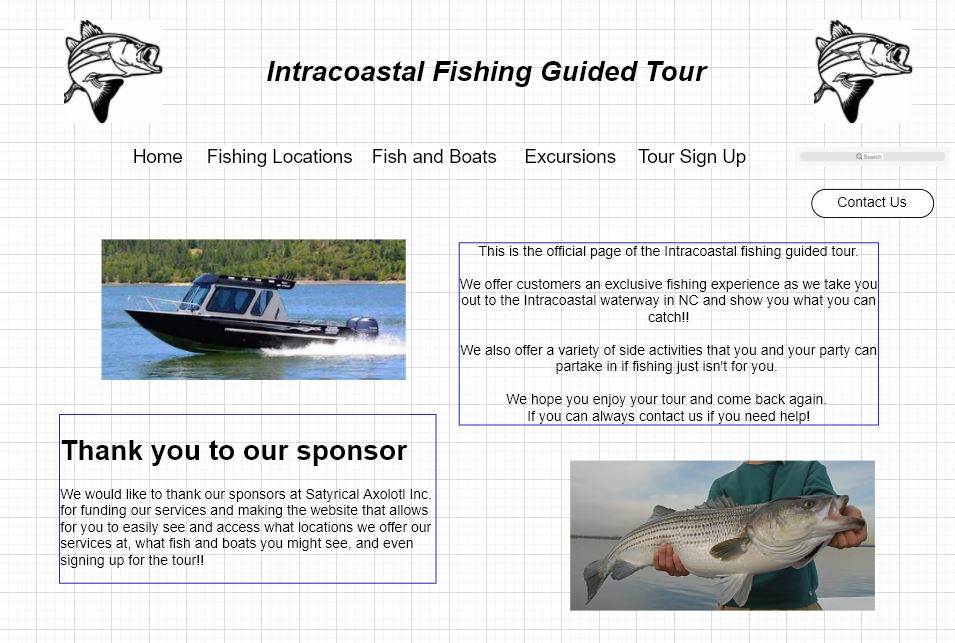 Intracoastal Fishing Guided Tour
Home Fishing Locations Fish and Boats Excursions Tour Sign Up
Search
Contact Us
This is the official page of the Intracoastal fishing guided tour.
We offer customers an exclusive fishing experience as we take you
out to the Intracoastal waterway in NC and show you what you can
catch!!
We also offer a variety of side activities that you and your party can
partake in if fishing just isn't for you.
We hope you enjoy your tour and come back again.
If you can always contact us if you need help!
Thank you to our sponsor
We would like to thank our sponsors at Satyrical Axolotl Inc.
for funding our services and making the website that allows
for you to easily see and access what locations we offer our
services at, what fish and boats you might see, and even
signing up for the tour!!